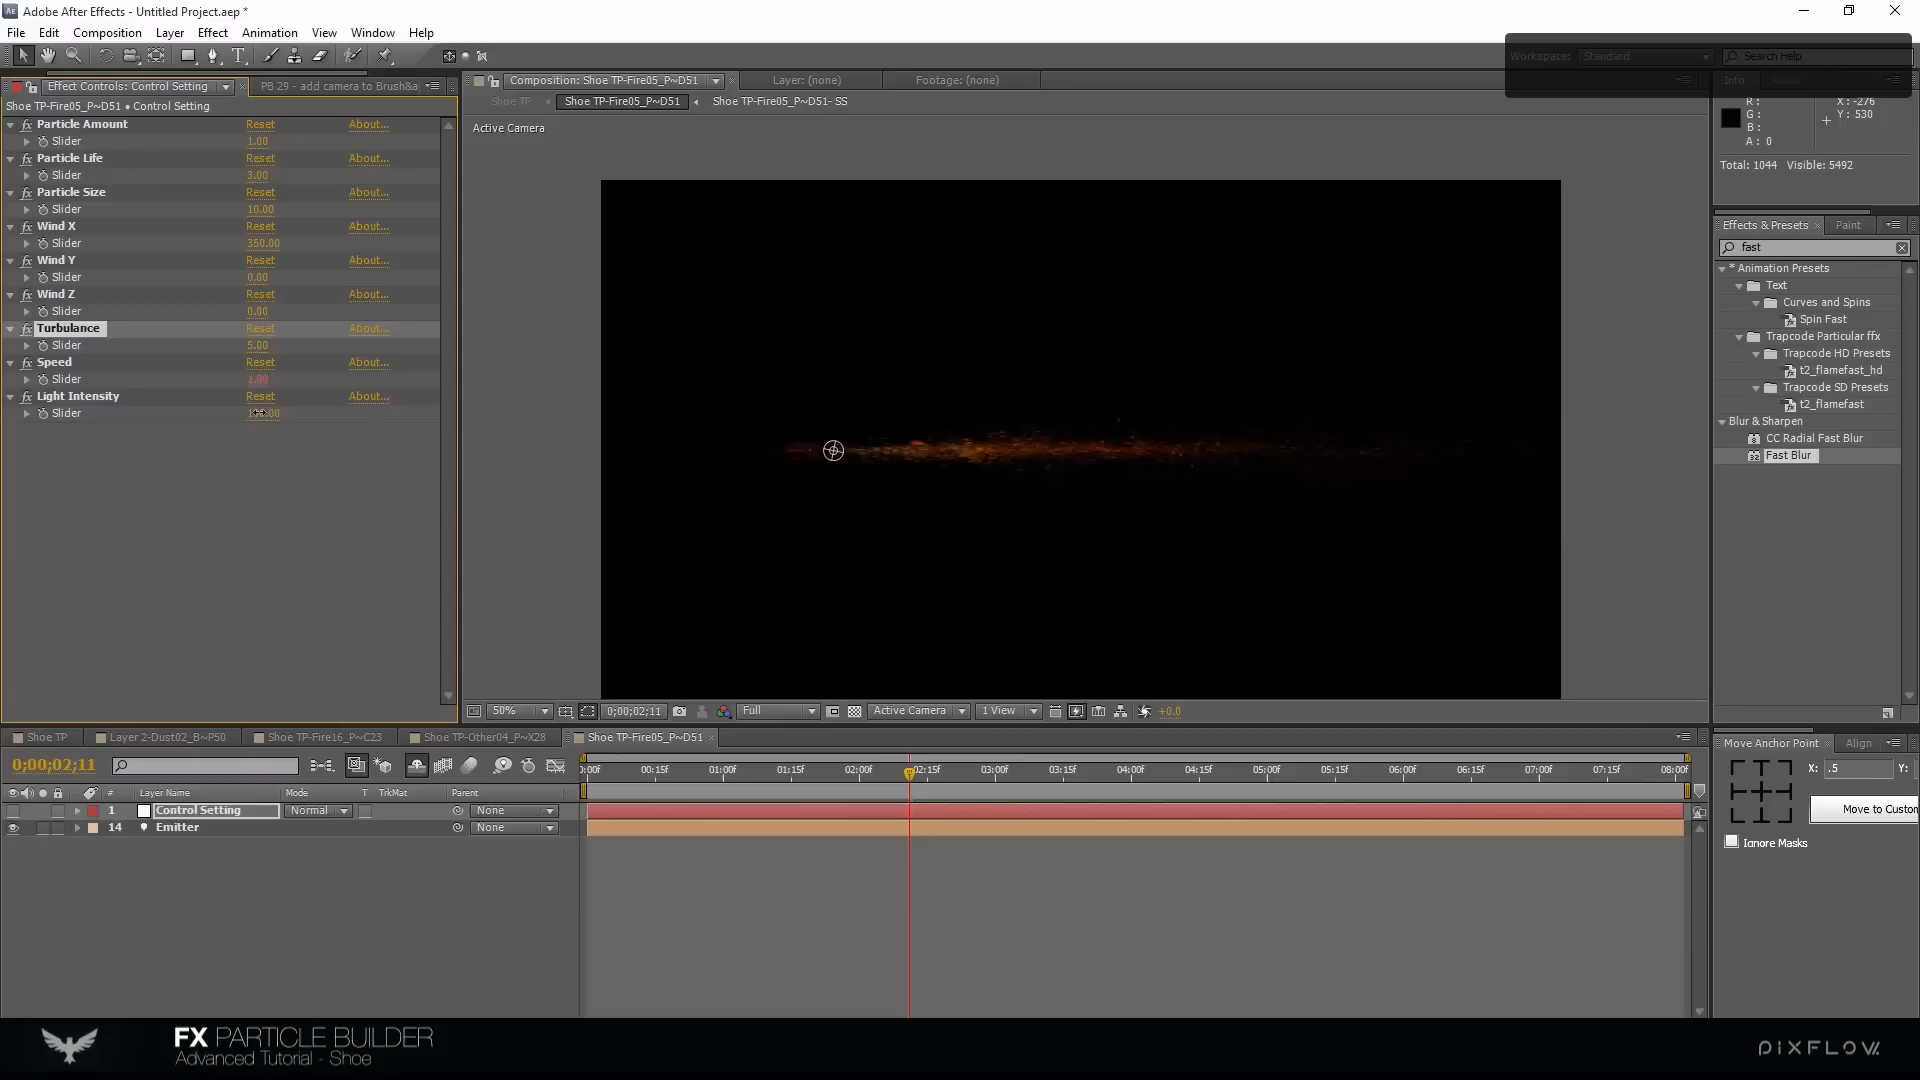 Adobe After Effects - Untitled Project.aep *
File Edit Composition Layer Effect Animation View Window Help
Workspace: Standard Search Help
Effect Controls: Control Setting PB 29 - add camera to Brush&a
Composition: Shoe TP-Fire05_P~D51 Layer: (none) Footage: (none)
Info
Shoe TP-Fire05_P~D51 • Control Setting
Shoe TP Shoe TP-Fire05_P~D51 Shoe TP-Fire05_P~D51- SS
Active Camera
R: X: -276
G: Y: 530
B:
A: 0
Total: 1044 Visible: 5492
Particle Amount Reset About...
Slider 1.00
Particle Life Reset About...
Slider 3.00
Particle Size Reset About...
Slider 10.00
Wind X Reset About...
Slider 350.00
Wind Y Reset About...
Slider 0.00
Wind Z Reset About...
Slider 0.00
Turbulance Reset About...
Slider 5.00
Speed Reset About...
Slider 1.00
Light Intensity Reset About...
Slider
Effects & Presets Paint
fast
* Animation Presets
Text
Curves and Spins
Spin Fast
Trapcode Particular ffx
Trapcode HD Presets
t2_flamefast_hd
Trapcode SD Presets
t2_flamefast
Blur & Sharpen
CC Radial Fast Blur
Fast Blur
50% 0;00;02;11 Full Active Camera 1 View +0.0
Shoe TP Layer 2-Dust02_B~P50 Shoe TP-Fire16_P~C23 Shoe TP-Other04_P~X28 Shoe TP-Fire05_P~D51
0;00;02;11
:00f 00:15f 01:00f 01:15f 02:00f 02:15f 03:00f 03:15f 04:00f 04:15f 05:00f 05:15f 06:00f 06:15f 07:00f 07:15f 08:00f
# Layer Name Mode T TrkMat Parent
1 Control Setting Normal None
14 Emitter None
Move Anchor Point Align
X: .5 Y:
Move to Custon
Ignore Masks
FX PARTICLE BUILDER
Advanced Tutorial - Shoe
PIXFLOW